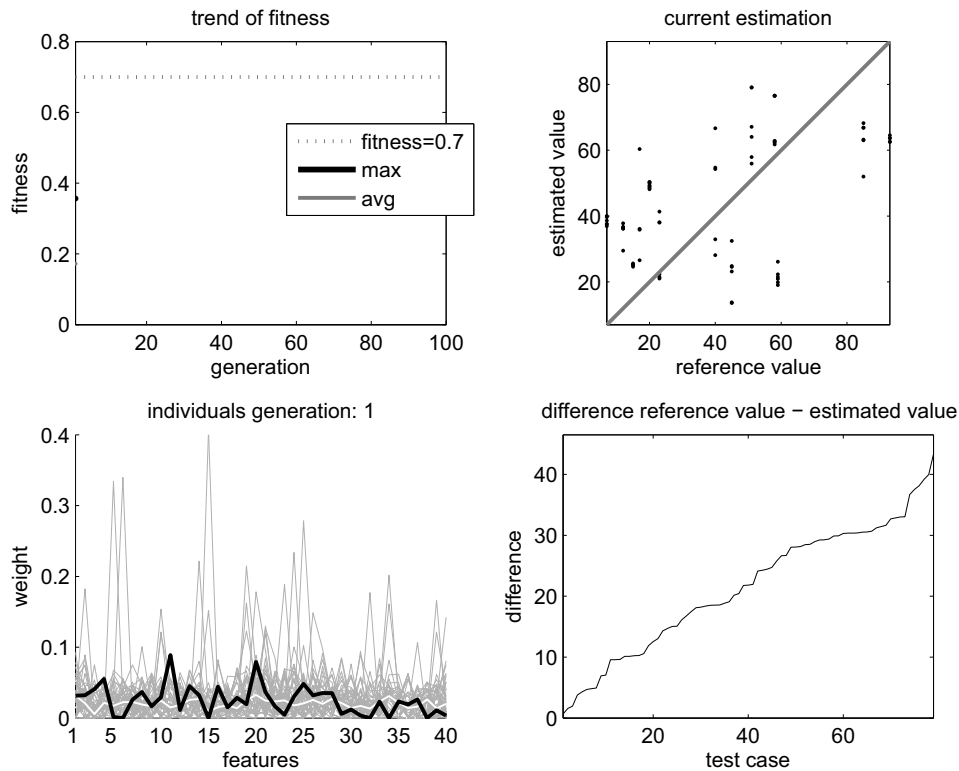 trend of fitness
0.8
0.6
0.4
0.2
0
fitness
20 40 60 80 100
generation
fitness=0.7
max
avg
current estimation
80
60
40
20
estimated value
20 40 60 80
reference value
individuals generation: 1
0.4
0.3
0.2
0.1
0
weight
1 5 10 15 20 25 30 35 40
features
difference reference value − estimated value
40
30
20
10
0
difference
20 40 60
test case